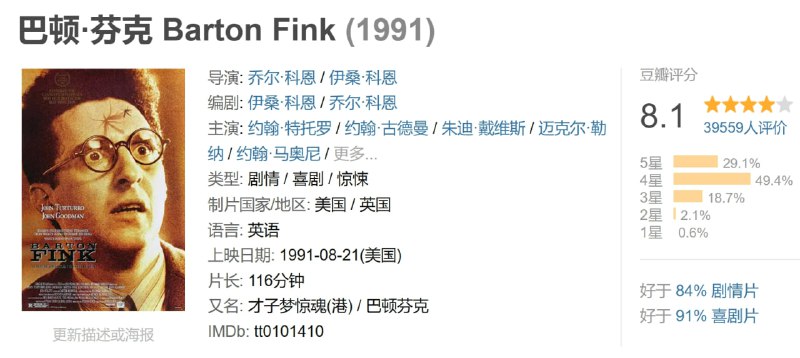 巴顿·芬克 Barton Fink (1991)
JOHN TURTURRO
JOHN GOODMAN
BARTON
FINK
更新描述或海报
导演: 乔尔·科恩 / 伊桑·科恩
编剧: 伊桑·科恩 / 乔尔·科恩
主演: 约翰·特托罗 / 约翰·古德曼 / 朱迪·戴维斯 / 迈克尔·勒
纳 / 约翰·马奥尼 / 更多...
类型: 剧情 / 喜剧 / 惊悚
制片国家/地区: 美国 / 英国
语言: 英语
上映日期: 1991-08-21(美国)
片长: 116分钟
又名: 才子梦惊魂(港) / 巴顿芬克
IMDb: tt0101410
豆瓣评分
8.1
39559人评价
5星 29.1%
4星 49.4%
3星 18.7%
2星 2.1%
1星 0.6%
好于 84% 剧情片
好于 91% 喜剧片